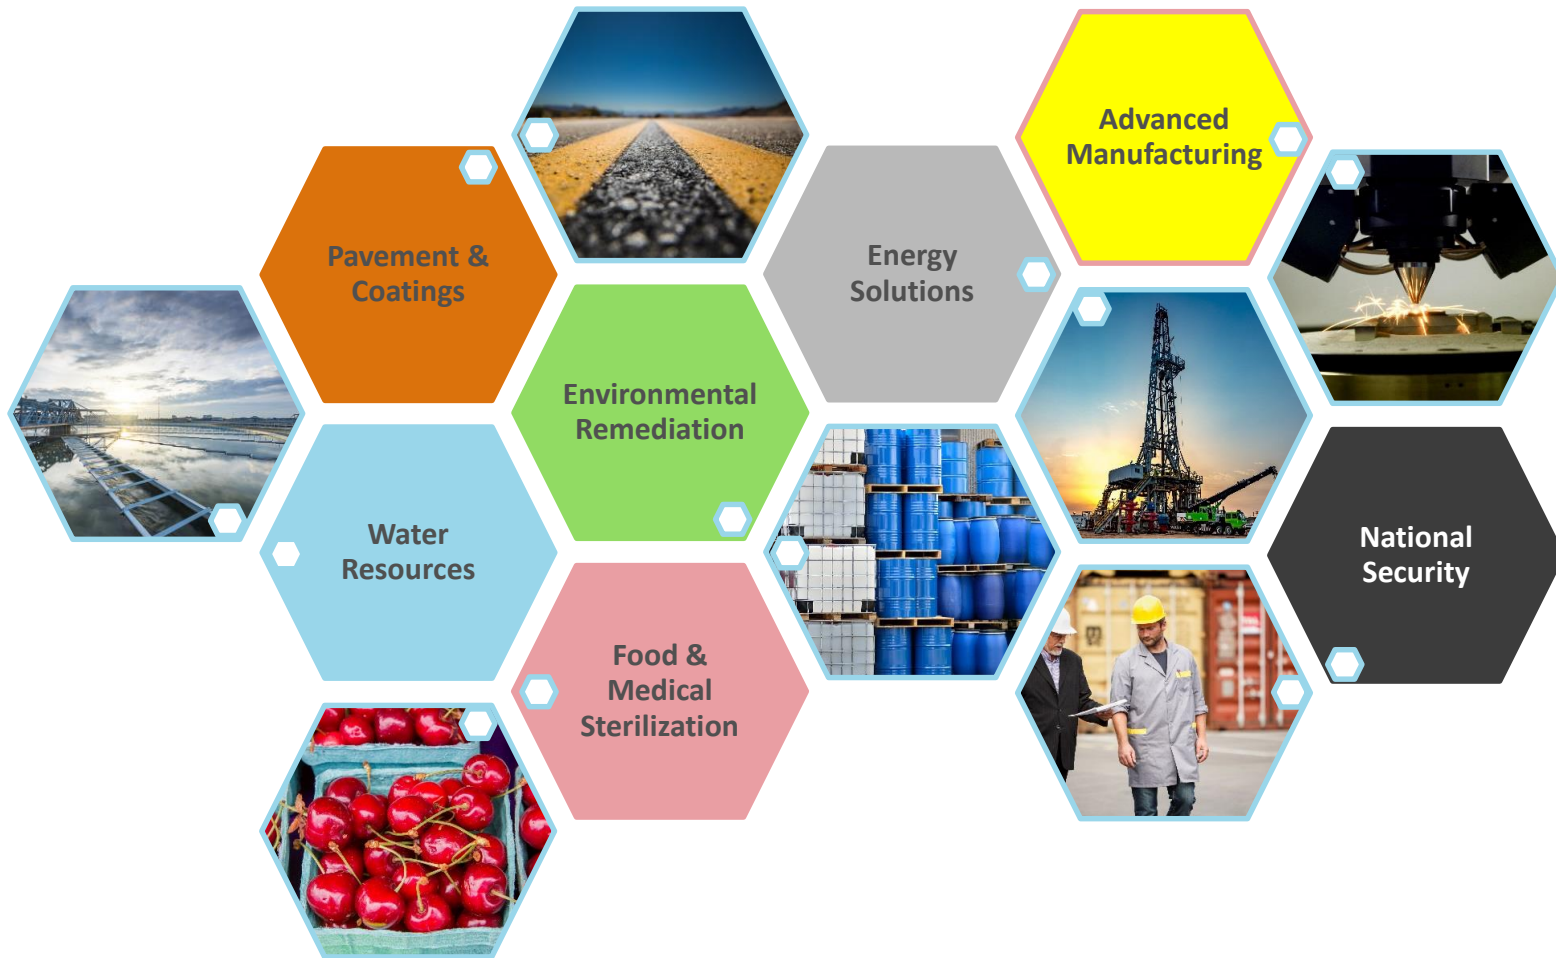 Advanced
Manufacturing
Pavement &
Coatings
Energy
Solutions
Environmental
Remediation
Water
Resources
National
Security
Food &
Medical
Sterilization